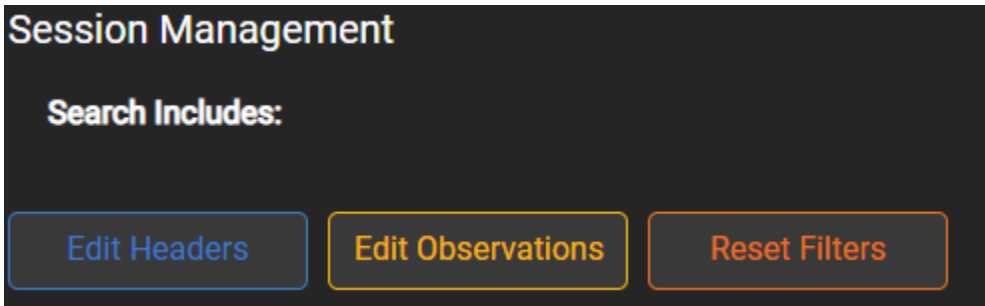 Session Management
Search Includes:
Edit Headers Edit Observations Reset Filters